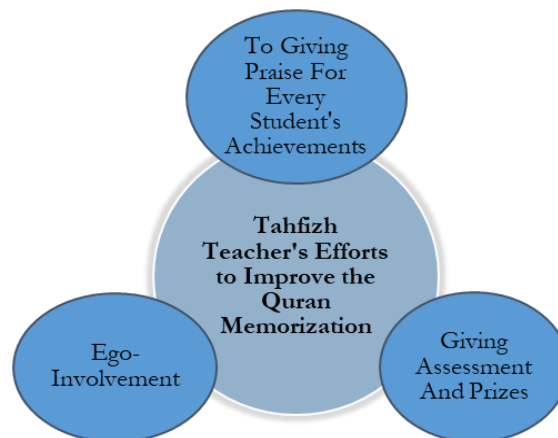 To Giving
Praise For
Every
Student's
Achievements
Tahfizh
Teacher's Efforts
to Improve the
Quran
Memorization
Ego-
Involvement
Giving
Assessment
And Prizes